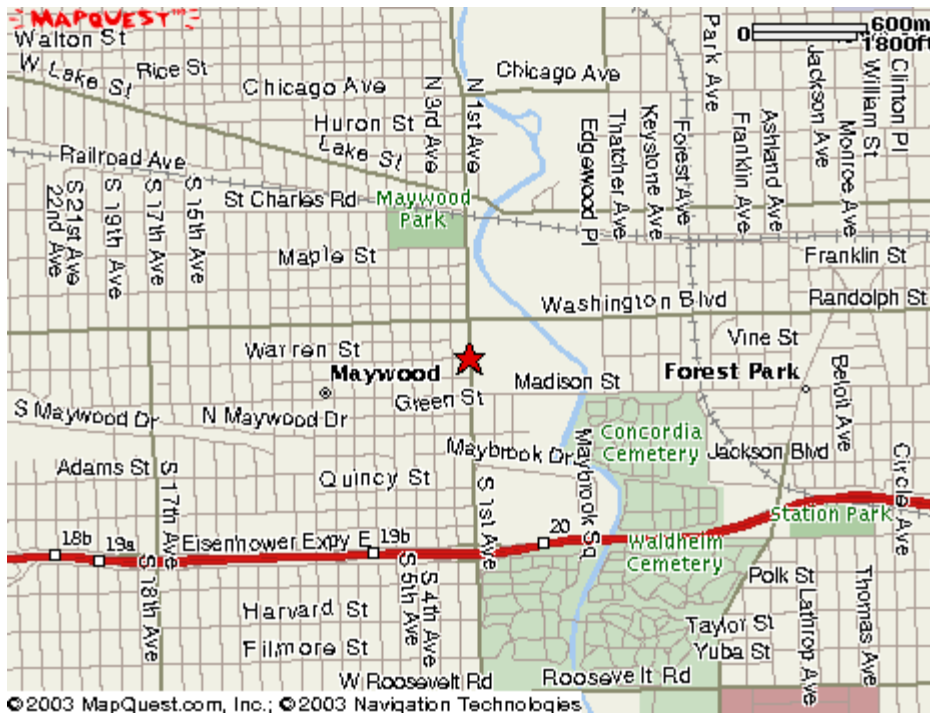 MAPQUEST
0 600m
1800ft
Walton St
W Lake St
Rice St
Chicago Ave
Chicago Ave
N 3rd Ave
N 1st Ave
Huron St
Lake St
Railroad Ave
St Charles Rd
Maywood
Park
Edgewood Pl
Thatcher Ave
Keystone Ave
Forest Ave
Park Ave
Franklin Ave
Ashland Ave
Jackson Ave
Monroe Ave
William St
Clinton Pl
22nd Ave
S 21st Ave
S 19th Ave
S 17th Ave
S 15th Ave
Maple St
Franklin St
Washington Blvd
Randolph St
Warren St
Vine St
Maywood
Madison St
Forest Park
Green St
Beloit Ave
S Maywood Dr
N Maywood Dr
Concordia
Cemetery
Maybrook Dr
Maybrook Sq
Jackson Blvd
Adams St
Quincy St
S 17th Ave
S 1st Ave
Circle Ave
Station Park
18b
19a
Eisenhower Expy E
19b
20
Waldheim
Cemetery
S 18th Ave
S 5th Ave
S 4th Ave
Polk St
Lathrop Ave
Thomas Ave
Harvard St
Taylor St
Filmore St
Yuba St
W Roosevelt Rd
Roosevelt Rd
©2003 MapQuest.com, Inc.; ©2003 Navigation Technologies